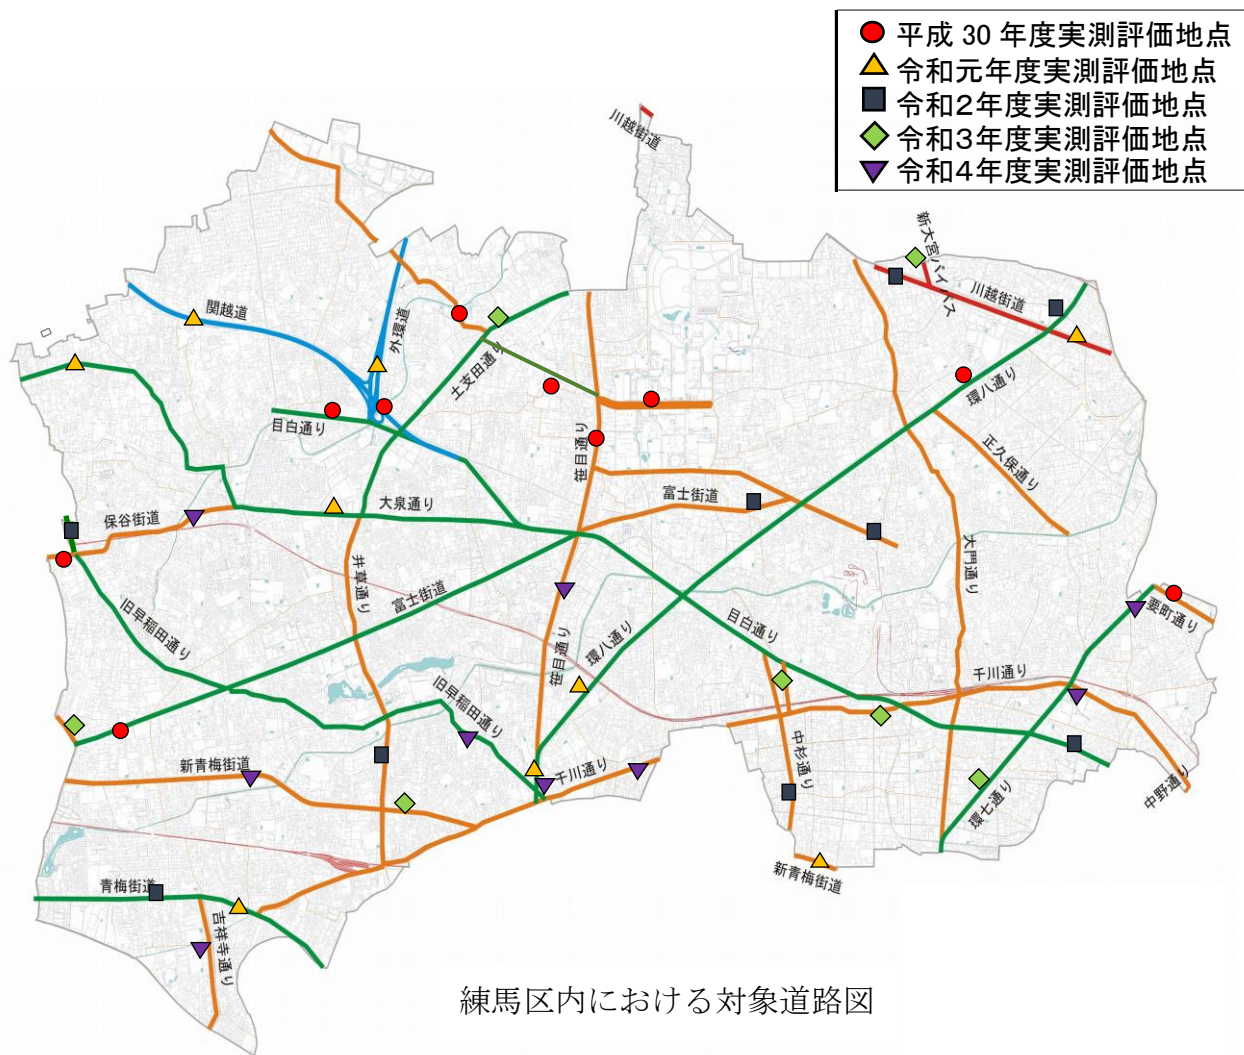 平成 30 年度実測評価地点
令和元年度実測評価地点
令和2年度実測評価地点
令和3年度実測評価地点
令和4年度実測評価地点
川越街道
新大宮バイパス
川越街道
関越道
外環道
土支田通り
環八通り
目白通り
笹目通り
正久保通り
富士街道
大泉通り
保谷街道
井草通り
大門通り
富士街道
旧早稲田通り
目白通り
要町通り
環八通り
笹目通り
千川通り
旧早稲田通り
中杉通り
新青梅街道
千川通り
中野通り
環七通り
新青梅街道
青梅街道
吉祥寺通り
練馬区内における対象道路図